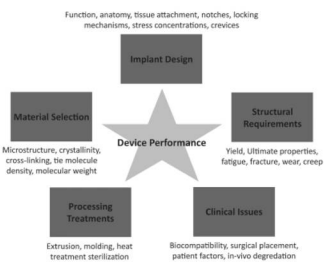 Function, anatomy, tissue attachment, notches, locking
mechanisms, stress concentrations, crevices
Implant Design
Material Selection
Microstructure, crystallinity,
cross-linking, tie molecule
density, molecular weight
Device Performance
Structural
Requirements
Yield, Ultimate properties,
fatigue, fracture, wear, creep
Processing
Treatments
Extrusion, molding, heat
treatment sterilization
Clinical Issues
Biocompatibility, surgical placement,
patient factors, in-vivo degredation